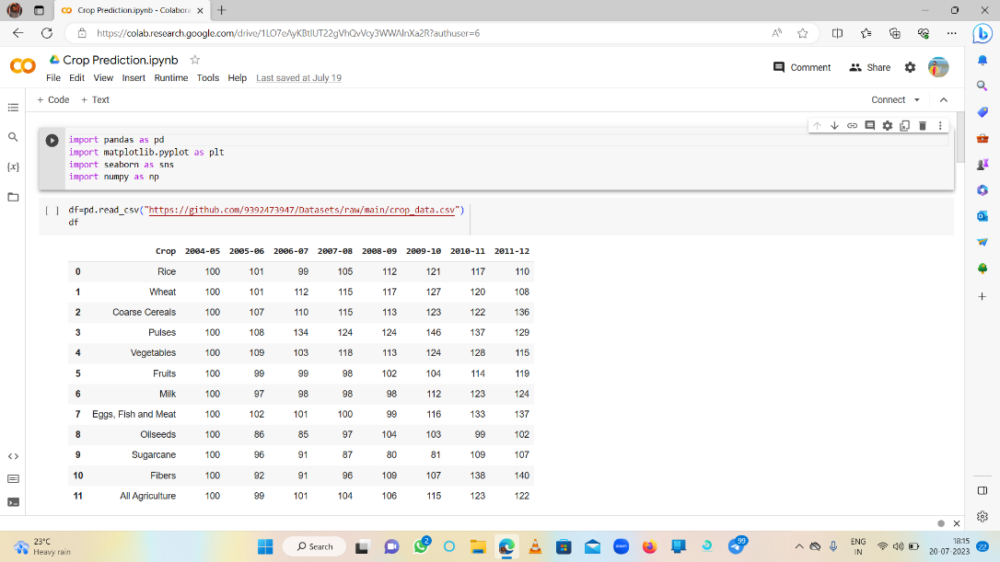 Crop Prediction.ipynb - Colabora
https://colab.research.google.com/drive/1LO7eAyKBtlUT22gVhQvVcy3WWAlnXa2R?authuser=6
Crop Prediction.ipynb
Comment Share
File Edit View Insert Runtime Tools Help Last saved at July 19
+ Code + Text Connect
import pandas as pd
import matplotlib.pyplot as plt
import seaborn as sns
import numpy as np
[ ] df=pd.read_csv("https://github.com/9392473947/Datasets/raw/main/crop_data.csv")
df
Crop 2004-05 2005-06 2006-07 2007-08 2008-09 2009-10 2010-11 2011-12
0 Rice 100 101 99 105 112 121 117 110
1 Wheat 100 101 112 115 117 127 120 108
2 Coarse Cereals 100 107 110 115 113 123 122 136
3 Pulses 100 108 134 124 124 146 137 129
4 Vegetables 100 109 103 118 113 124 128 115
5 Fruits 100 99 99 98 102 104 114 119
6 Milk 100 97 98 98 98 112 123 124
7 Eggs, Fish and Meat 100 102 101 100 99 116 133 137
8 Oilseeds 100 86 85 97 104 103 99 102
9 Sugarcane 100 96 91 87 80 81 109 107
10 Fibers 100 92 91 96 109 107 138 140
11 All Agriculture 100 99 101 104 106 115 123 122
23°C
Heavy rain
Search
2
zoom
99
ENG
IN
18:15
20-07-2023
22